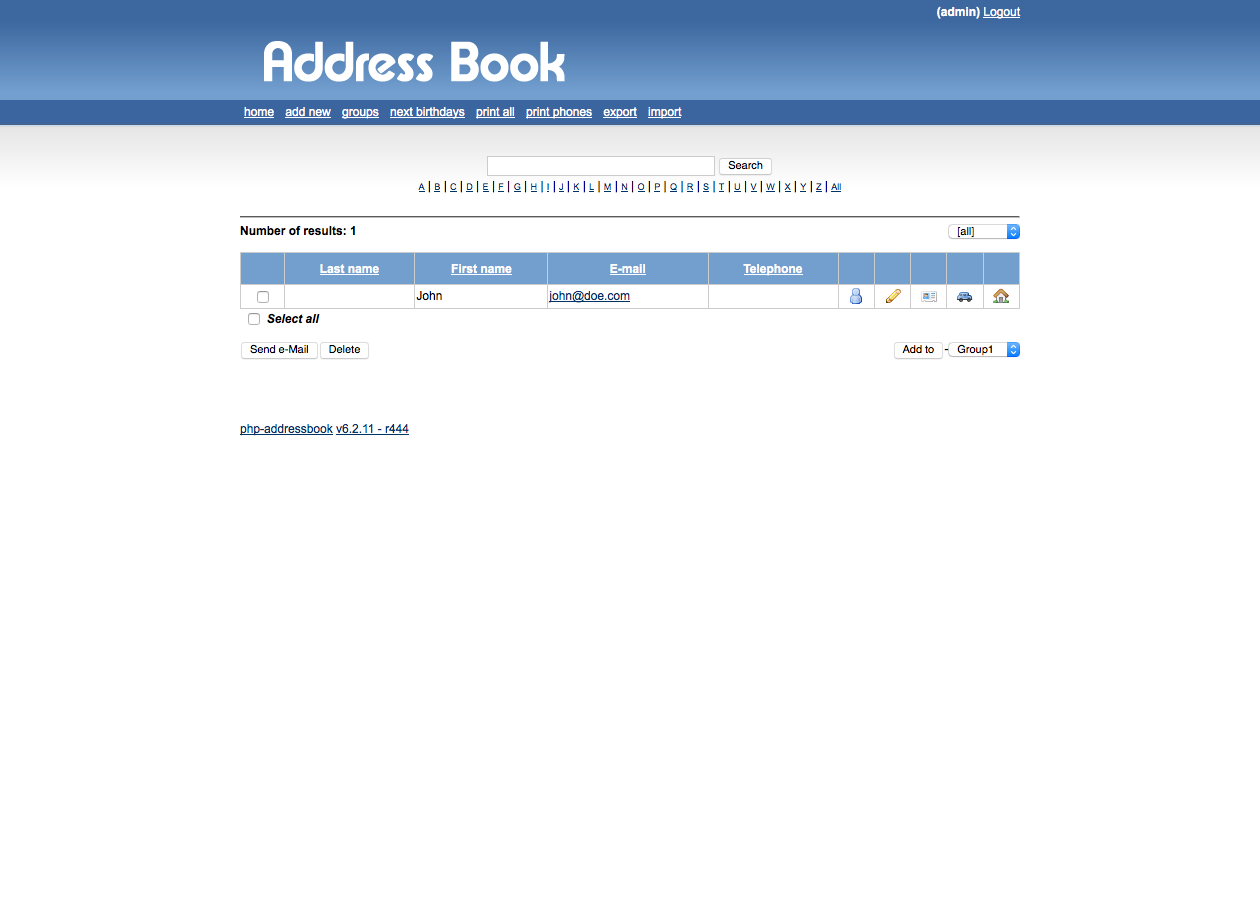 (admin) Logout
Address Book
home add new groups next birthdays print all print phones export import
Search
A | B | C | D | E | F | G | H | I | J | K | L | M | N | O | P | Q | R | S | T | U | V | W | X | Y | Z | All
Number of results: 1 [all]
Last name First name E-mail Telephone
John john@doe.com
Select all
Send e-Mail Delete Add to - Group1
php-addressbook v6.2.11 - r444